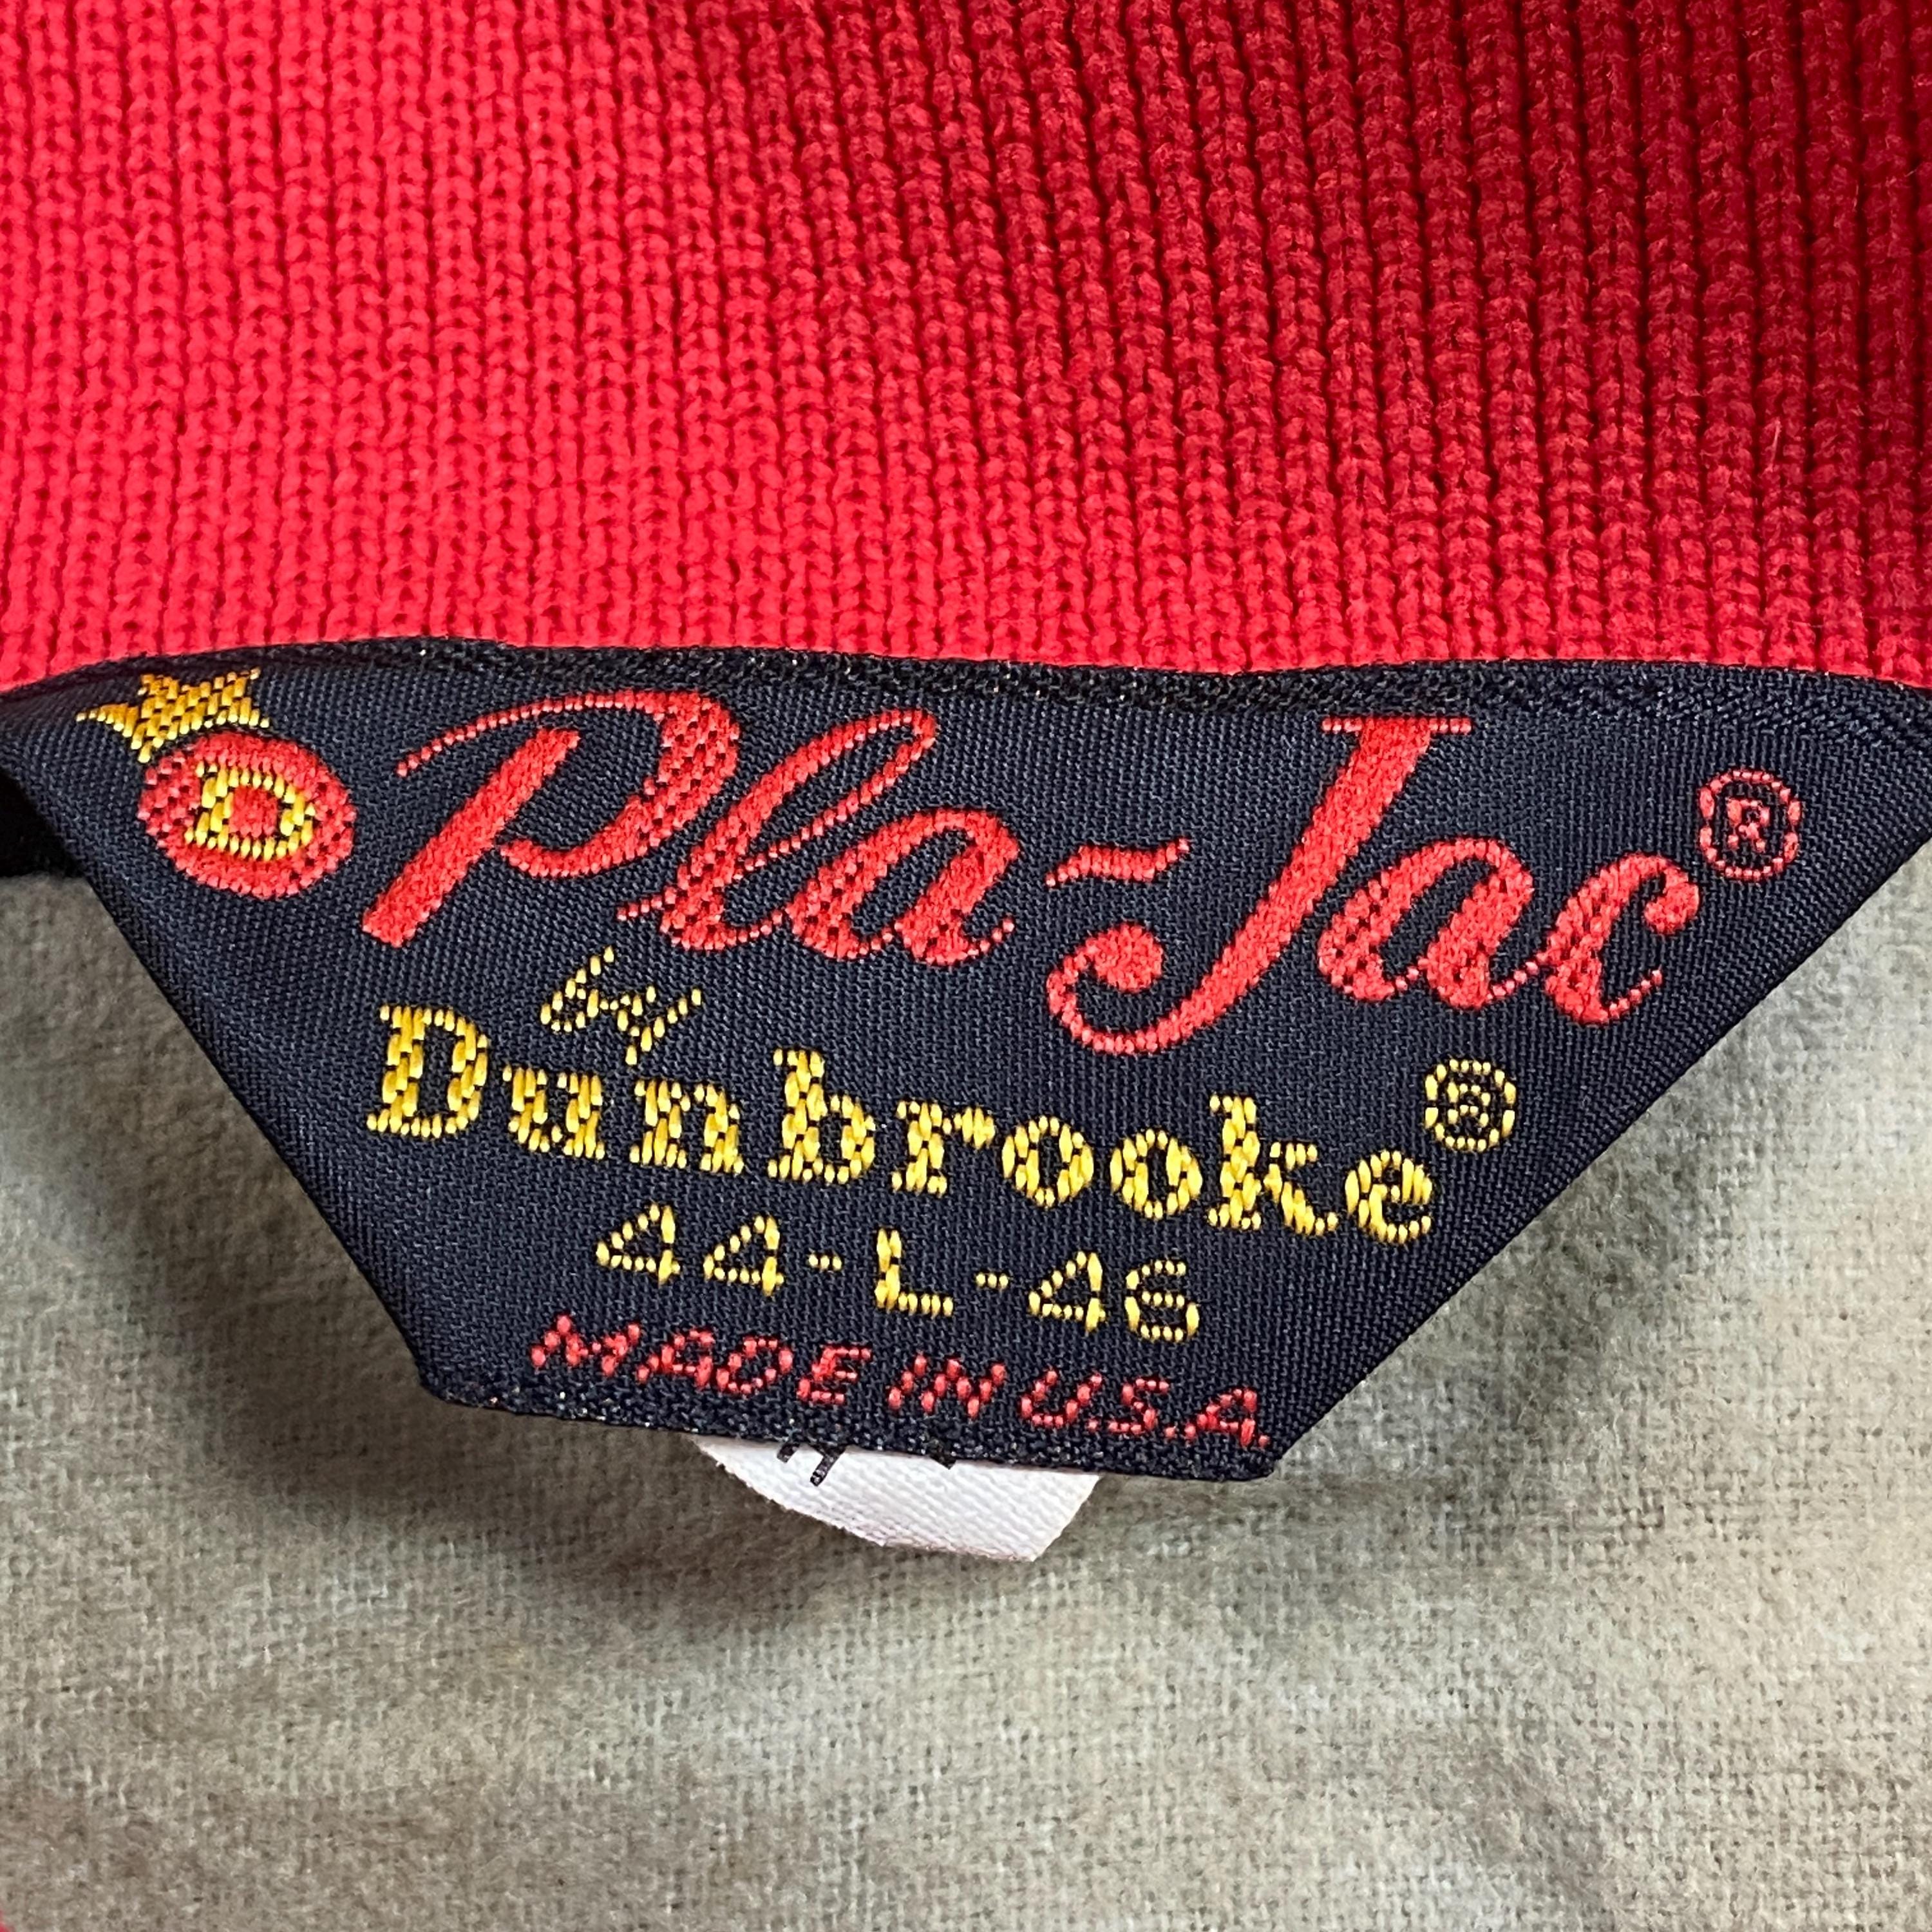 D Pla-Jac®
by
Dunbrooke®
44-L-46
MADE IN U.S.A.